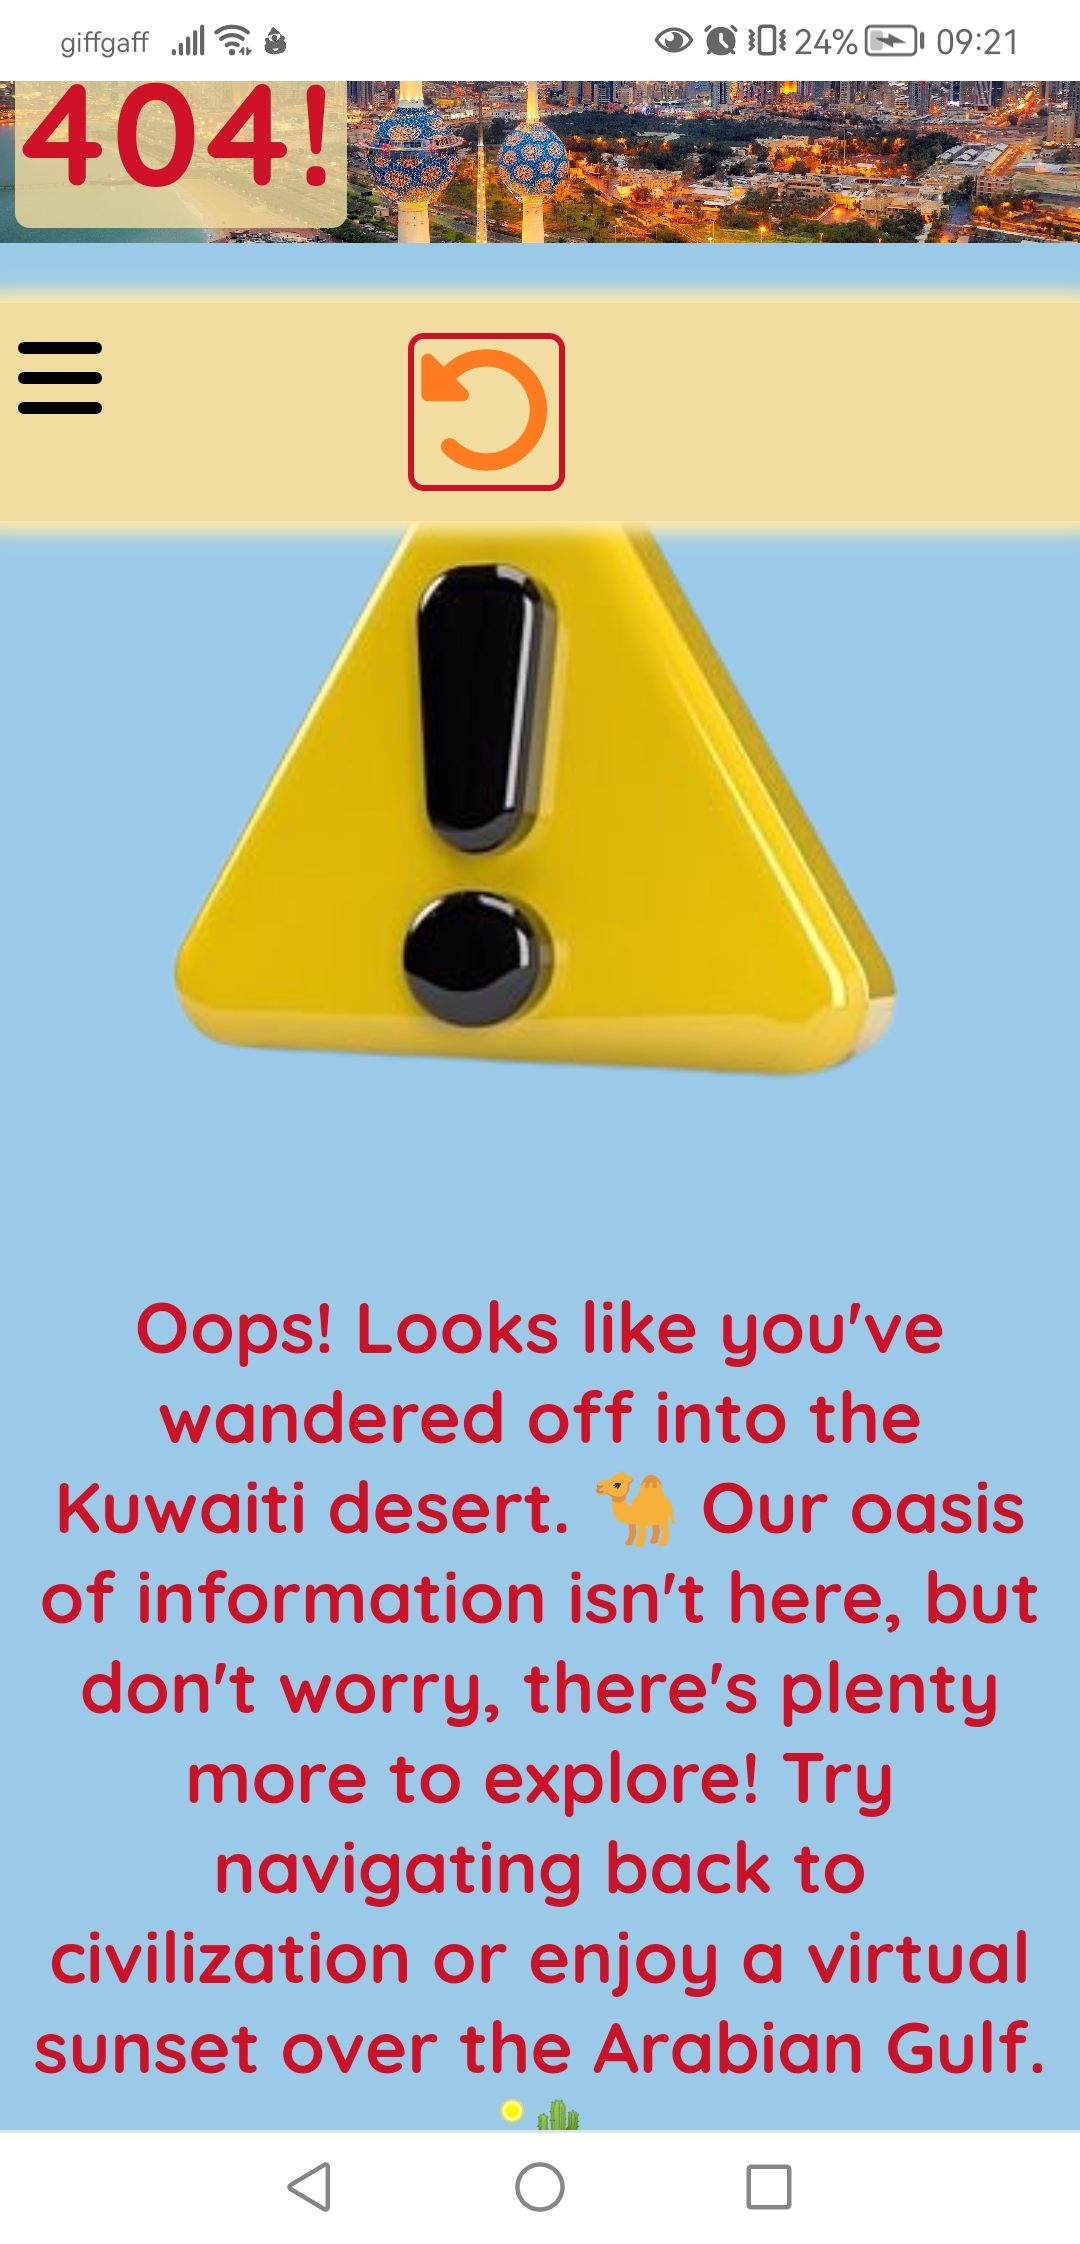 giffgaff 24% 09:21
404!
Oops! Looks like you've
wandered off into the
Kuwaiti desert. 🐫 Our oasis
of information isn't here, but
don't worry, there's plenty
more to explore! Try
navigating back to
civilization or enjoy a virtual
sunset over the Arabian Gulf.